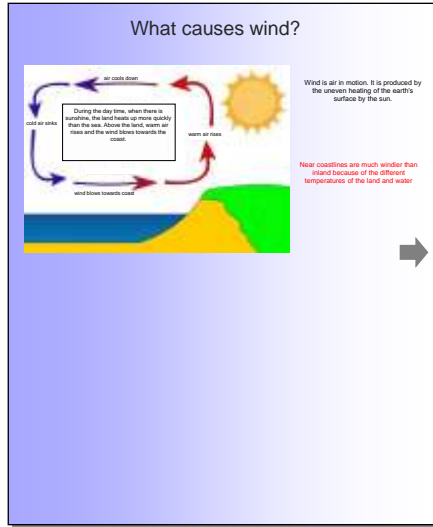 What causes wind?
air cools down
During the day time, when there is
sunshine, the land heats up more quickly
than the sea. Above the land, warm air
rises and the wind blows towards the
coast.
cold air sinks
warm air rises
wind blows towards coast
Wind is air in motion. It is produced by
the uneven heating of the earth's
surface by the sun.
Near coastlines are much windier than
inland because of the different
temperatures of the land and water